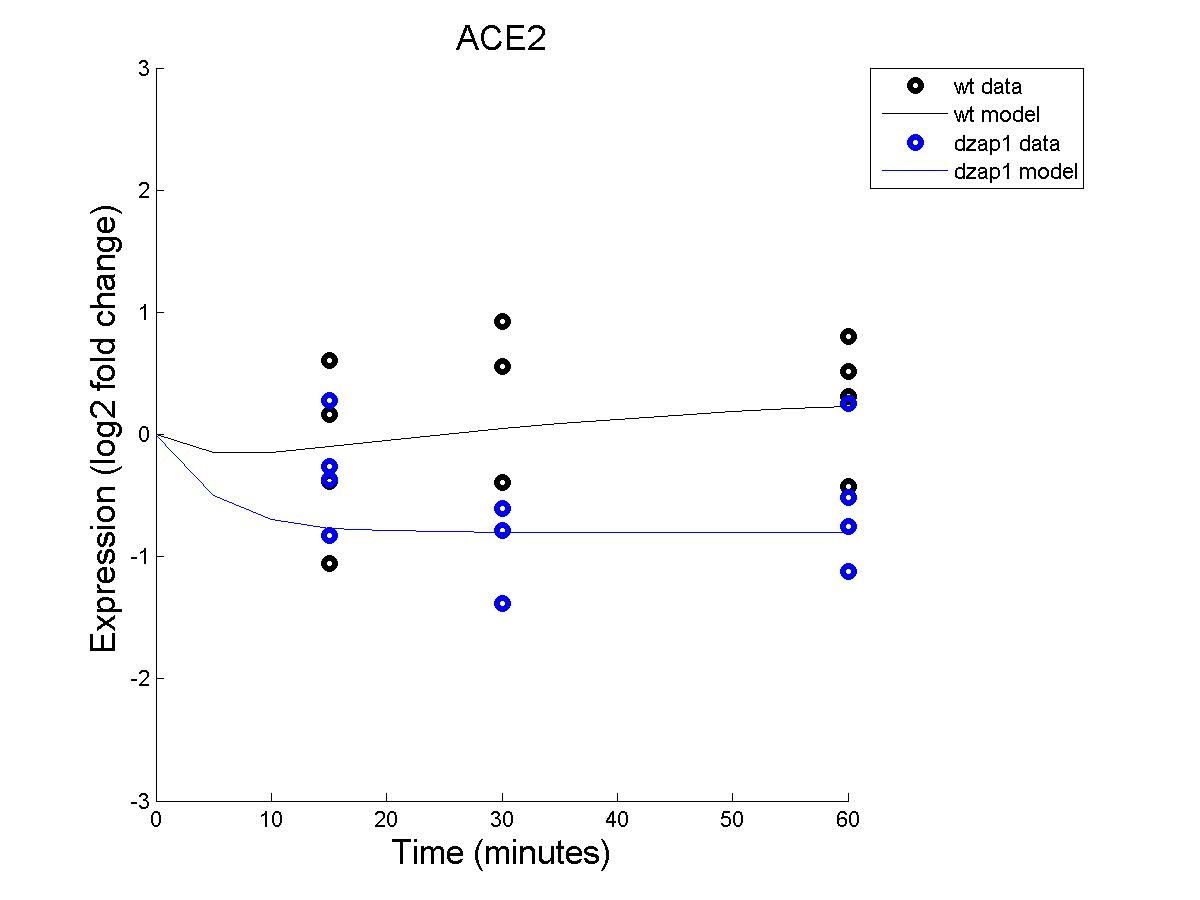 ACE2
wt data
wt model
dzap1 data
dzap1 model
Expression (log2 fold change)
3
2
1
0
-1
-2
-3
0 10 20 30 40 50 60
Time (minutes)